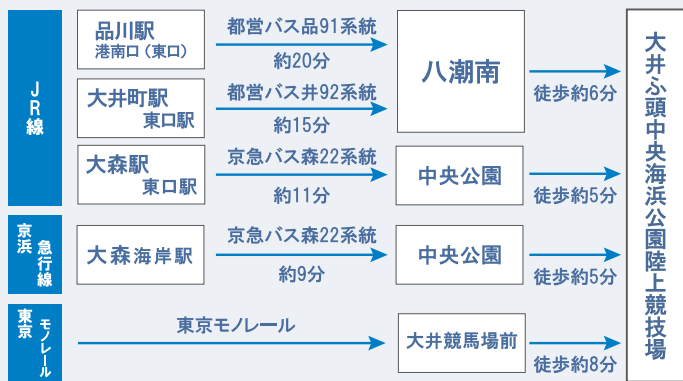 JR線
品川駅
港南口（東口）
都営バス品91系統
約20分
大井町駅
東口駅
都営バス井92系統
約15分
八潮南
徒歩約6分
大森駅
東口駅
京急バス森22系統
約11分
中央公園
徒歩約5分
京浜
急行線
大森海岸駅
京急バス森22系統
約9分
中央公園
徒歩約5分
東京
モノレール
東京モノレール
大井競馬場前
徒歩約8分
大井ふ頭中央海浜公園陸上競技場